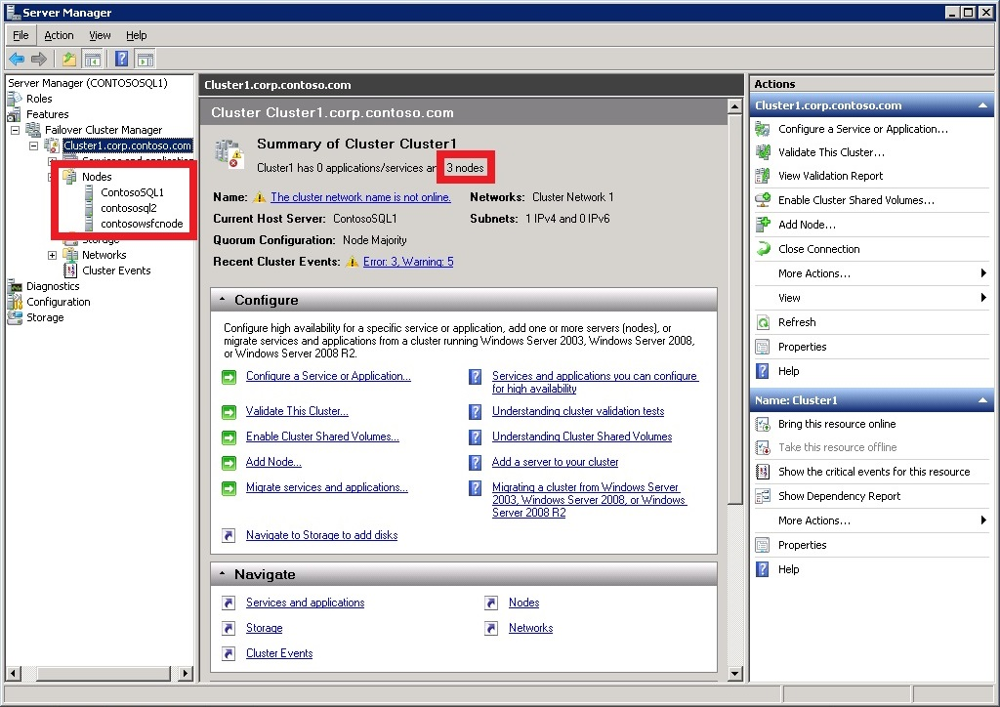 Server Manager
File Action View Help
Server Manager (CONTOSOSQL1)
Roles
Features
Failover Cluster Manager
Cluster1.corp.contoso.com
Nodes
ContosoSQL1
contososql2
contosowsfcnode
Storage
Networks
Cluster Events
Diagnostics
Configuration
Storage
Cluster1.corp.contoso.com
Cluster Cluster1.corp.contoso.com
Summary of Cluster Cluster1
Cluster1 has 0 applications/services an 3 nodes
Name: The cluster network name is not online. Networks: Cluster Network 1
Current Host Server: ContosoSQL1 Subnets: 1 IPv4 and 0 IPv6
Quorum Configuration: Node Majority
Recent Cluster Events: Error: 3, Warning: 5
Configure
Configure high availability for a specific service or application, add one or more servers (nodes), or
migrate services and applications from a cluster running Windows Server 2003, Windows Server 2008,
or Windows Server 2008 R2.
Configure a Service or Application...
Validate This Cluster...
Enable Cluster Shared Volumes...
Add Node...
Migrate services and applications...
Navigate to Storage to add disks
Services and applications you can configure
for high availability
Understanding cluster validation tests
Understanding Cluster Shared Volumes
Add a server to your cluster
Migrating a cluster from Windows Server
2003, Windows Server 2008, or Windows
Server 2008 R2
Navigate
Services and applications
Storage
Cluster Events
Nodes
Networks
Actions
Cluster1.corp.contoso.com
Configure a Service or Application...
Validate This Cluster...
View Validation Report
Enable Cluster Shared Volumes...
Add Node...
Close Connection
More Actions...
View
Refresh
Properties
Help
Name: Cluster1
Bring this resource online
Take this resource offline
Show the critical events for this resource
Show Dependency Report
More Actions...
Properties
Help